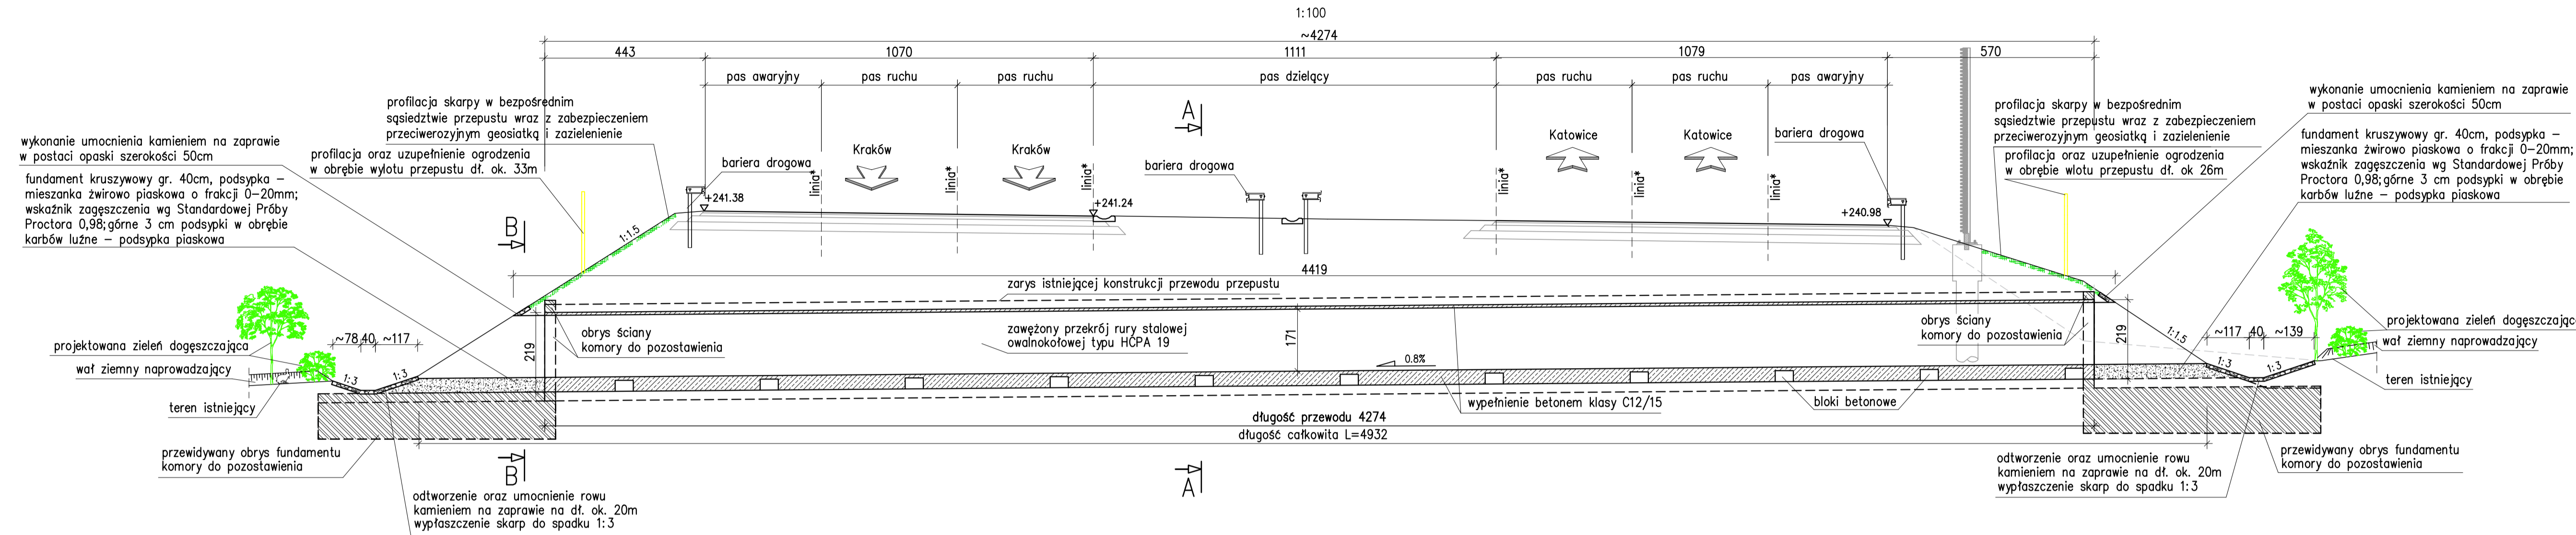 1:100
~4274
443
1070
1111
1079
570
pas awaryjny
pas ruchu
pas ruchu
pas dzielący
pas ruchu
pas ruchu
pas awaryjny
wykonanie umocnienia kamieniem na zaprawie
w postaci opaski szerokości 50cm
fundament kruszywowy gr. 40cm, podsypka –
mieszanka żwirowo piaskowa o frakcji 0–20mm;
wskaźnik zagęszczenia wg Standardowej Próby
Proctora 0,98;górne 3 cm podsypki w obrębie
karbów luźne – podsypka piaskowa
profilacja skarpy w bezpośrednim
sąsiedztwie przepustu wraz z zabezpieczeniem
przeciwerozyjnym geosiatką i zazielenienie
profilacja oraz uzupełnienie ogrodzenia
w obrębie wylotu przepustu dł. ok. 33m
bariera drogowa
linia*
Kraków
linia*
Kraków
linia*
A
bariera drogowa
linia*
Katowice
linia*
Katowice
linia*
bariera drogowa
profilacja skarpy w bezpośrednim
sąsiedztwie przepustu wraz z zabezpieczeniem
przeciwerozyjnym geosiatką i zazielenienie
profilacja oraz uzupełnienie ogrodzenia
w obrębie wlotu przepustu dł. ok 26m
wykonanie umocnienia kamieniem na zaprawie
w postaci opaski szerokości 50cm
fundament kruszywowy gr. 40cm, podsypka –
mieszanka żwirowo piaskowa o frakcji 0–20mm;
wskaźnik zagęszczenia wg Standardowej Próby
Proctora 0,98;górne 3 cm podsypki w obrębie
karbów luźne – podsypka piaskowa
+241.38
+241.24
+240.98
B
1:1.5
4419
zarys istniejącej konstrukcji przewodu przepustu
obrys ściany
komory do pozostawienia
219
zawężony przekrój rury stalowej
owalnokołowej typu HCPA 19
171
0.8%
obrys ściany
komory do pozostawienia
219
1:1.5
~78
40
~117
1:3
1:3
~117
40
~139
1:3
1:3
projektowana zieleń dogęszczająca
wał ziemny naprowadzający
teren istniejący
projektowana zieleń dogęszczająca
wał ziemny naprowadzający
teren istniejący
wypełnienie betonem klasy C12/15
bloki betonowe
długość przewodu 4274
długość całkowita L=4932
przewidywany obrys fundamentu
komory do pozostawienia
B
A
odtworzenie oraz umocnienie rowu
kamieniem na zaprawie na dł. ok. 20m
wypłaszczenie skarp do spadku 1:3
odtworzenie oraz umocnienie rowu
kamieniem na zaprawie na dł. ok. 20m
wypłaszczenie skarp do spadku 1:3
przewidywany obrys fundamentu
komory do pozostawienia